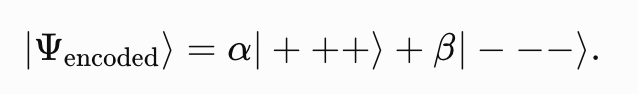 |Ψ_encoded⟩ = α| + ++⟩ + β| − −−⟩.